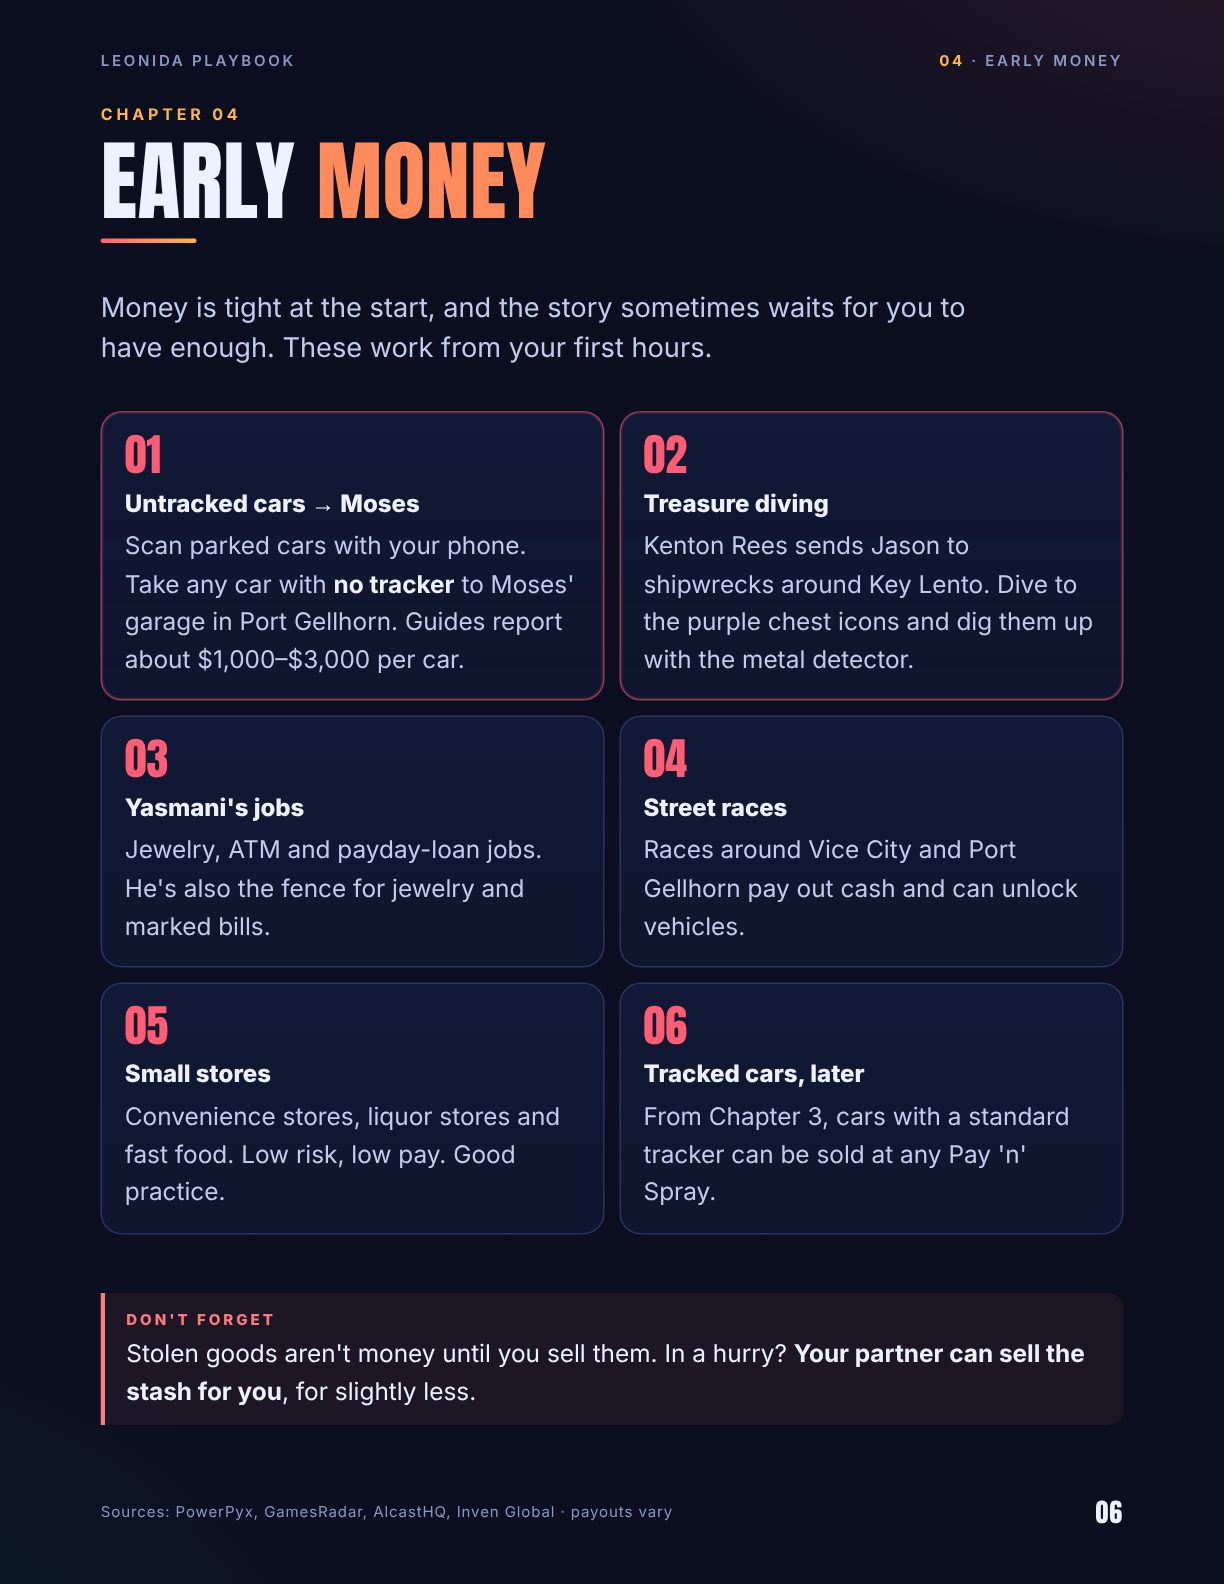 LEONIDA PLAYBOOK
04 · EARLY MONEY
CHAPTER 04
EARLY MONEY
Money is tight at the start, and the story sometimes waits for you to
have enough. These work from your first hours.
01
Untracked cars → Moses
Scan parked cars with your phone.
Take any car with no tracker to Moses'
garage in Port Gellhorn. Guides report
about $1,000–$3,000 per car.
02
Treasure diving
Kenton Rees sends Jason to
shipwrecks around Key Lento. Dive to
the purple chest icons and dig them up
with the metal detector.
03
Yasmani's jobs
Jewelry, ATM and payday-loan jobs.
He's also the fence for jewelry and
marked bills.
04
Street races
Races around Vice City and Port
Gellhorn pay out cash and can unlock
vehicles.
05
Small stores
Convenience stores, liquor stores and
fast food. Low risk, low pay. Good
practice.
06
Tracked cars, later
From Chapter 3, cars with a standard
tracker can be sold at any Pay 'n'
Spray.
DON'T FORGET
Stolen goods aren't money until you sell them. In a hurry? Your partner can sell the
stash for you, for slightly less.
Sources: PowerPyx, GamesRadar, AlcastHQ, Inven Global · payouts vary
06